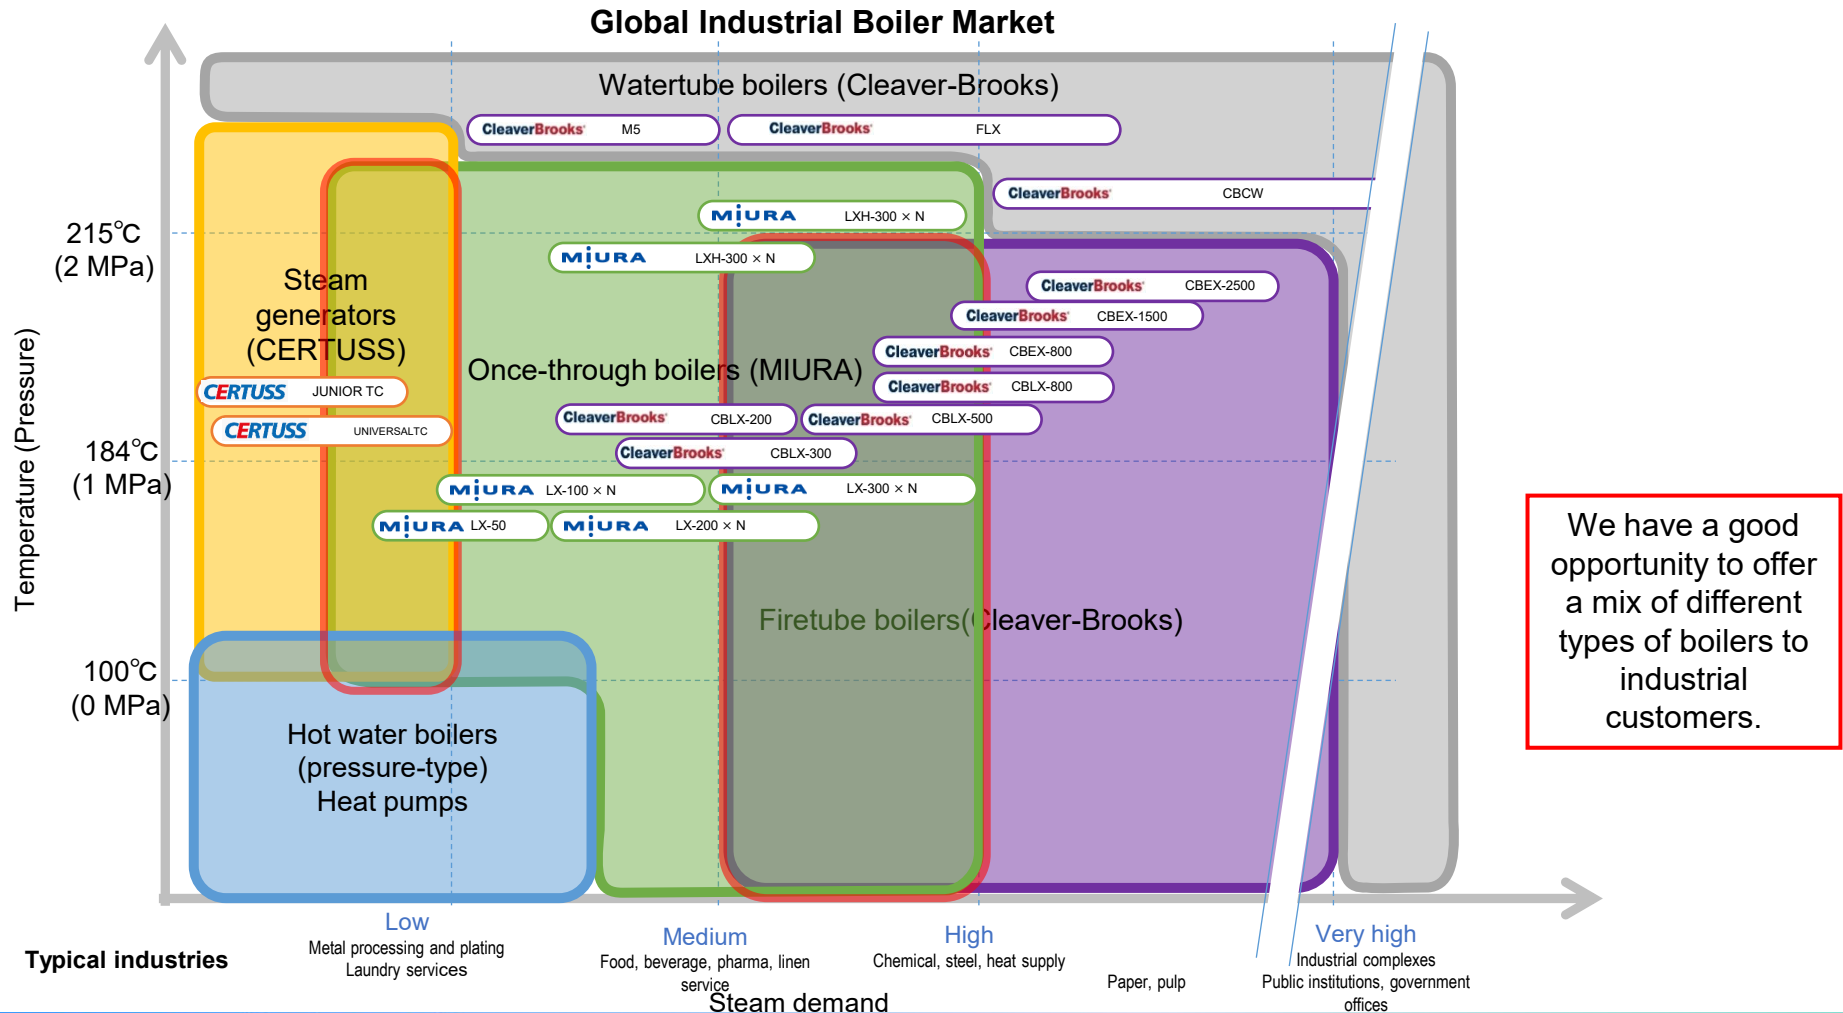 Global Industrial Boiler Market
Watertube boilers (Cleaver-Brooks)
CleaverBrooks M5
CleaverBrooks FLX
CleaverBrooks CBCW
MIURA LXH-300 × N
215℃
(2 MPa)
MIURA LXH-300 × N
Steam
generators
(CERTUSS)
CleaverBrooks CBEX-2500
CleaverBrooks CBEX-1500
CleaverBrooks CBEX-800
Once-through boilers (MIURA)
CleaverBrooks CBLX-800
CERTUSS JUNIOR TC
CleaverBrooks CBLX-200
CleaverBrooks CBLX-500
CERTUSS UNIVERSALTC
CleaverBrooks CBLX-300
184℃
(1 MPa)
MIURA LX-100 × N
MIURA LX-300 × N
MIURA LX-50
MIURA LX-200 × N
Temperature (Pressure)
We have a good
opportunity to offer
a mix of different
types of boilers to
industrial
customers.
Firetube boilers(Cleaver-Brooks)
100℃
(0 MPa)
Hot water boilers
(pressure-type)
Heat pumps
Low
Medium
High
Very high
Typical industries
Metal processing and plating
Laundry services
Food, beverage, pharma, linen
service
Chemical, steel, heat supply
Paper, pulp
Industrial complexes
Public institutions, government
offices
Steam demand